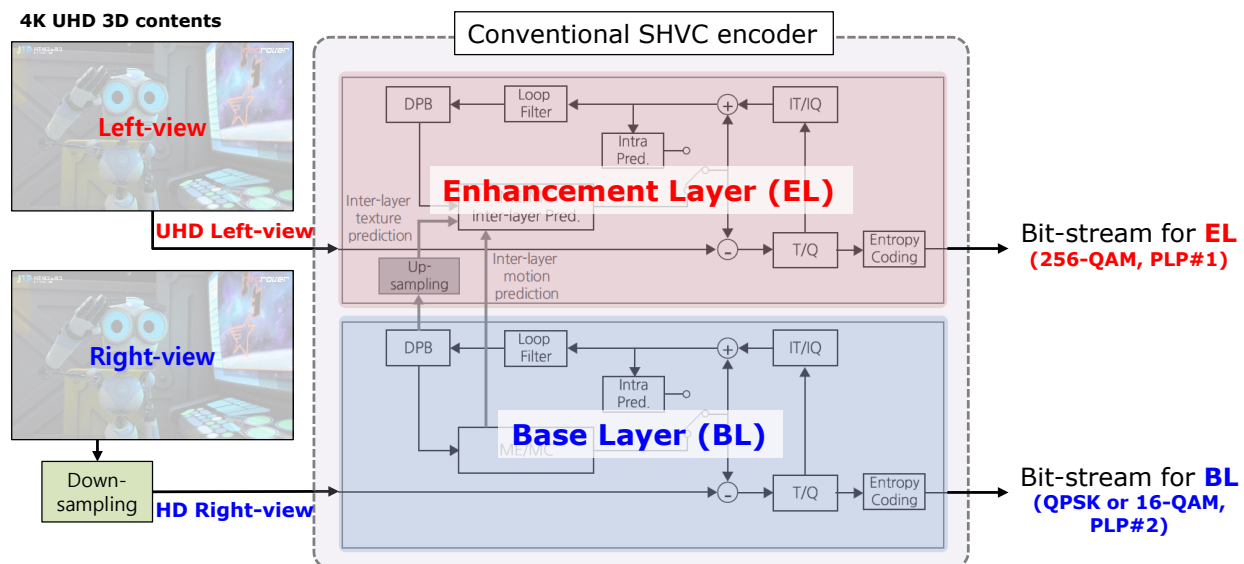 4K UHD 3D contents
Conventional SHVC encoder
Left-view
DPB
Loop
Filter
+
IT/IQ
Intra
Pred.
Enhancement Layer (EL)
Inter-layer Pred.
Inter-layer
texture
prediction
UHD Left-view
-
T/Q
Entropy
Coding
Bit-stream for EL
(256-QAM, PLP#1)
Up-
sampling
Inter-layer
motion
prediction
Right-view
DPB
Loop
Filter
+
IT/IQ
Intra
Pred.
Base Layer (BL)
ME/MC
Down-
sampling
HD Right-view
-
T/Q
Entropy
Coding
Bit-stream for BL
(QPSK or 16-QAM,
PLP#2)